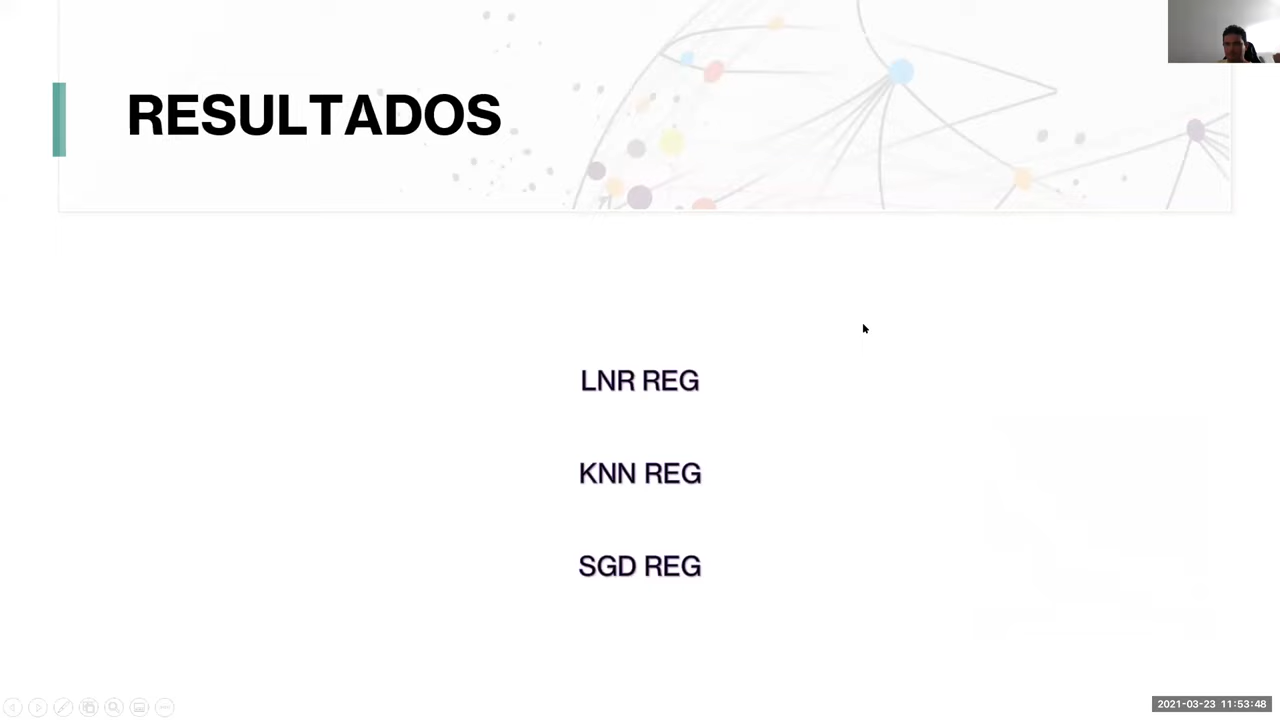 RESULTADOS
LNR REG
KNN REG
SGD REG
2021-03-23 11:53:48